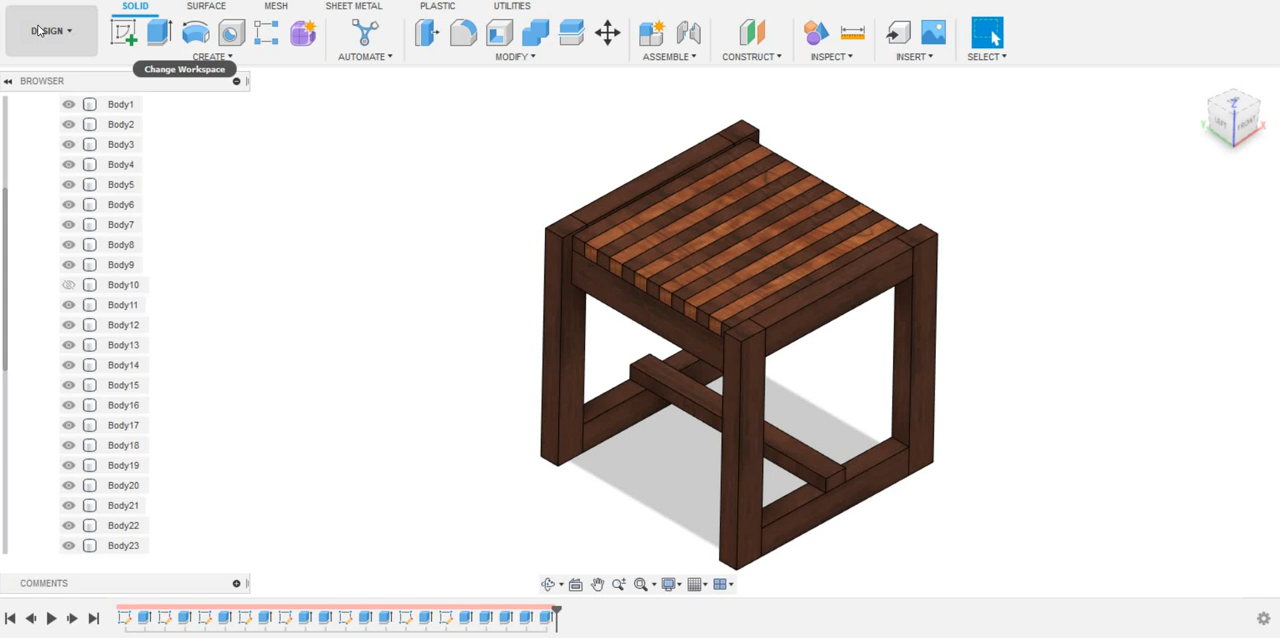 SOLID SURFACE MESH SHEET METAL PLASTIC UTILITIES
DESIGN
CREATE AUTOMATE MODIFY ASSEMBLE CONSTRUCT INSPECT INSERT SELECT
Change Workspace
BROWSER
Body1
Body2
Body3
Body4
Body5
Body6
Body7
Body8
Body9
Body10
Body11
Body12
Body13
Body14
Body15
Body16
Body17
Body18
Body19
Body20
Body21
Body22
Body23
COMMENTS
Z
LEFT FRONT
Y X